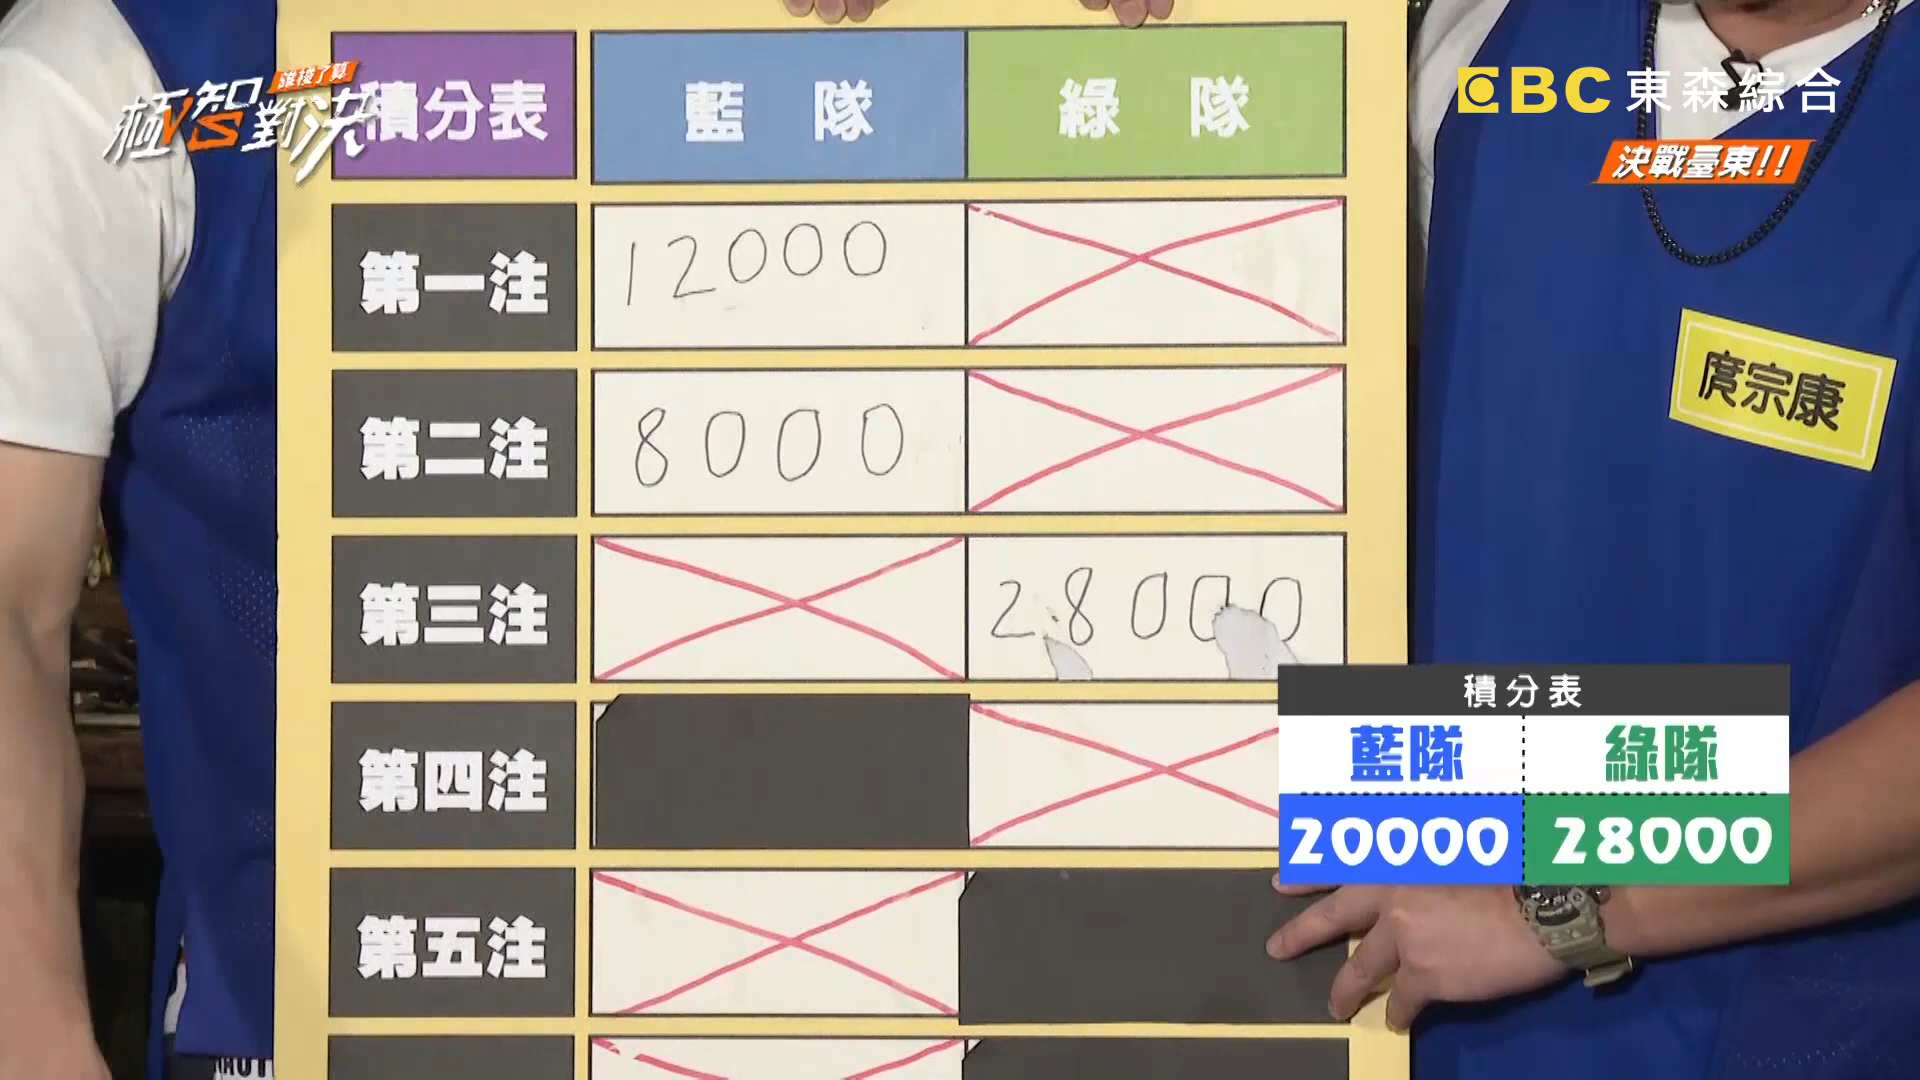 誰提了算
極智對決
積分表 藍隊 綠隊
EBC 東森綜合
決戰臺東!!
第一注 12000
庹宗康
第二注 8000
第三注 28000
積分表
藍隊 綠隊
20000 28000
第四注
第五注